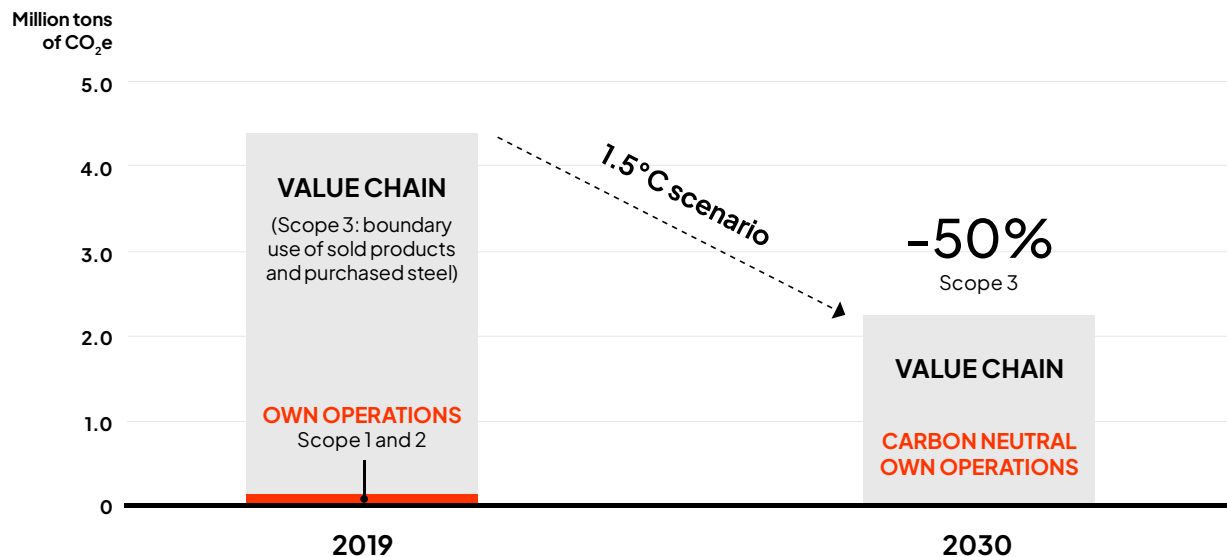 Million tons
of CO₂e
5.0
4.0
3.0
2.0
1.0
0
VALUE CHAIN
(Scope 3: boundary
use of sold products
and purchased steel)
OWN OPERATIONS
Scope 1 and 2
1.5°C scenario
-50%
Scope 3
VALUE CHAIN
CARBON NEUTRAL
OWN OPERATIONS
2019
2030